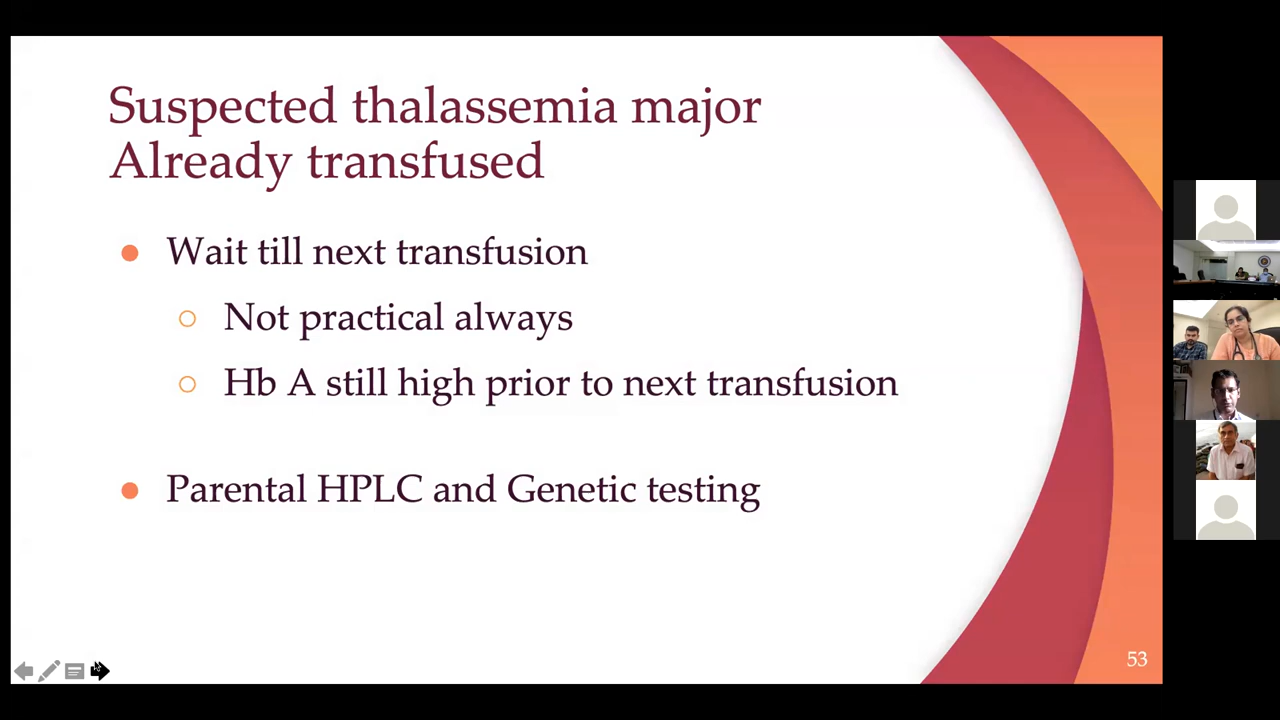 Suspected thalassemia major
Already transfused
Wait till next transfusion
Not practical always
Hb A still high prior to next transfusion
Parental HPLC and Genetic testing
53